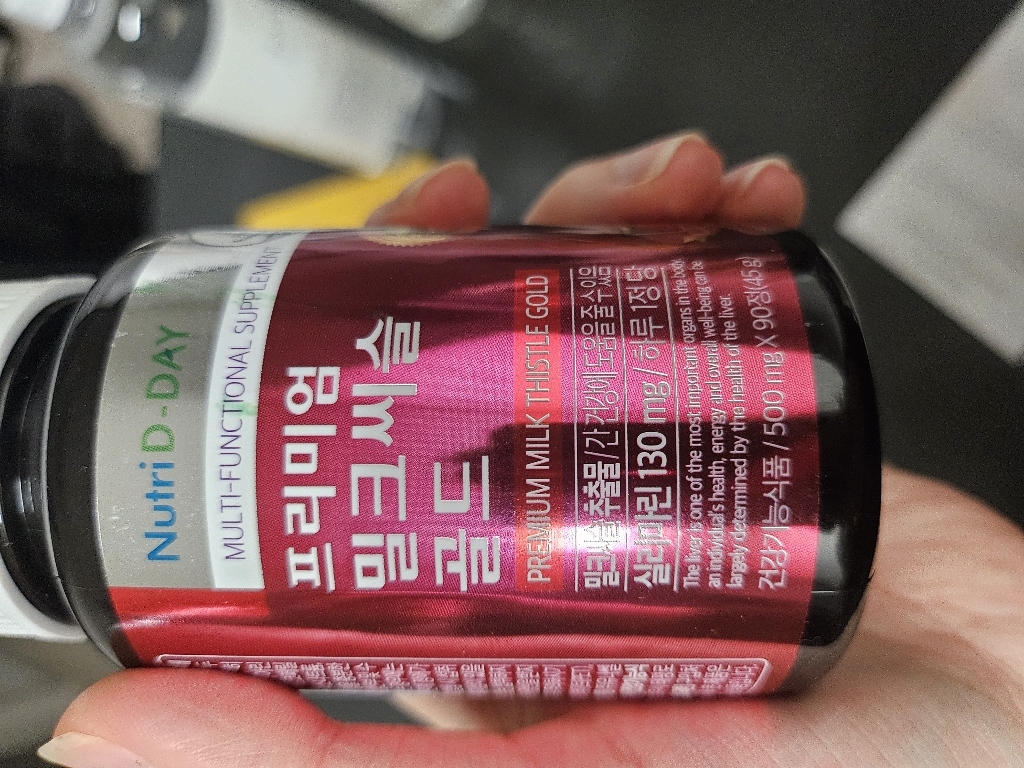 NutriD-DAY
MULTI-FUNCTIONAL SUPPLEMENT
프리미엄
밀크씨슬
골드
PREMIUM MILK THISTLE GOLD
밀크씨슬추출물/간 건강에 도움을 줄 수 있음
실리마린 130 mg / 하루 1정당
The liver is one of the most important organs in the body.
an individual's health, energy and overall well-being can be
largely determined by the health of the liver.
건강기능식품 / 500 mg X 90정(45 g)